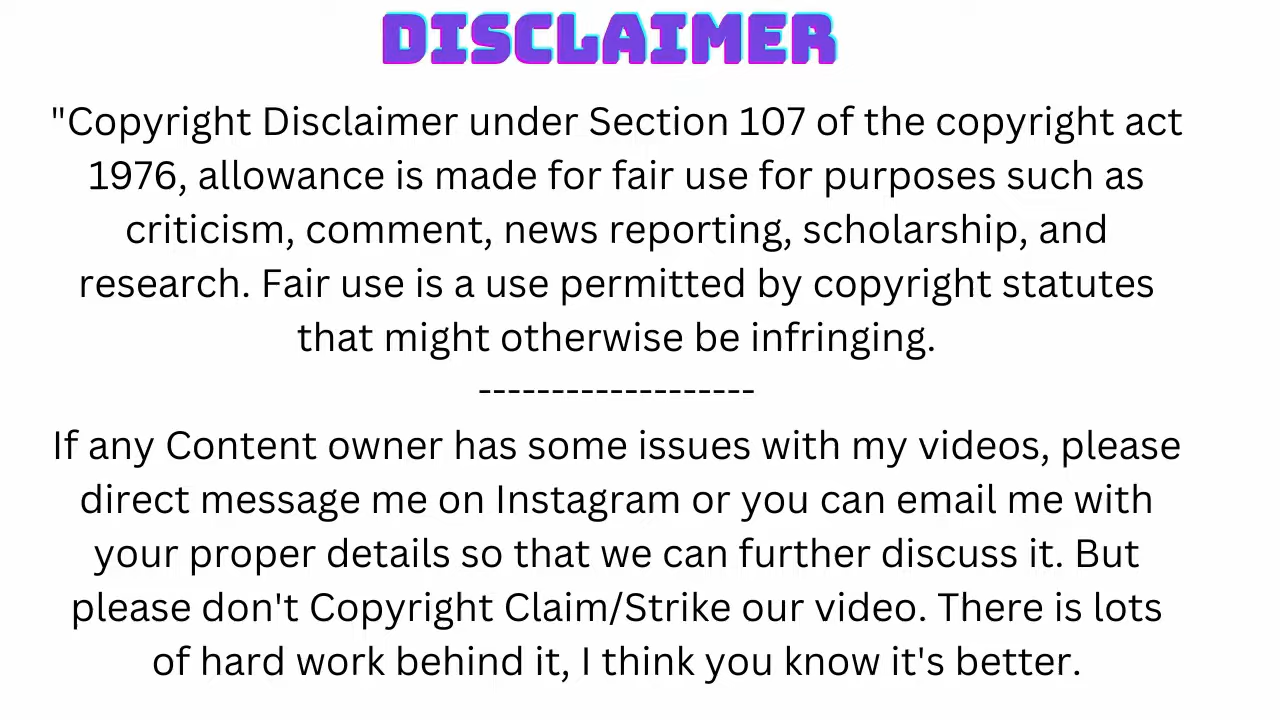 DISCLAIMER
"Copyright Disclaimer under Section 107 of the copyright act
1976, allowance is made for fair use for purposes such as
criticism, comment, news reporting, scholarship, and
research. Fair use is a use permitted by copyright statutes
that might otherwise be infringing.
-------------------
If any Content owner has some issues with my videos, please
direct message me on Instagram or you can email me with
your proper details so that we can further discuss it. But
please don't Copyright Claim/Strike our video. There is lots
of hard work behind it, I think you know it's better.